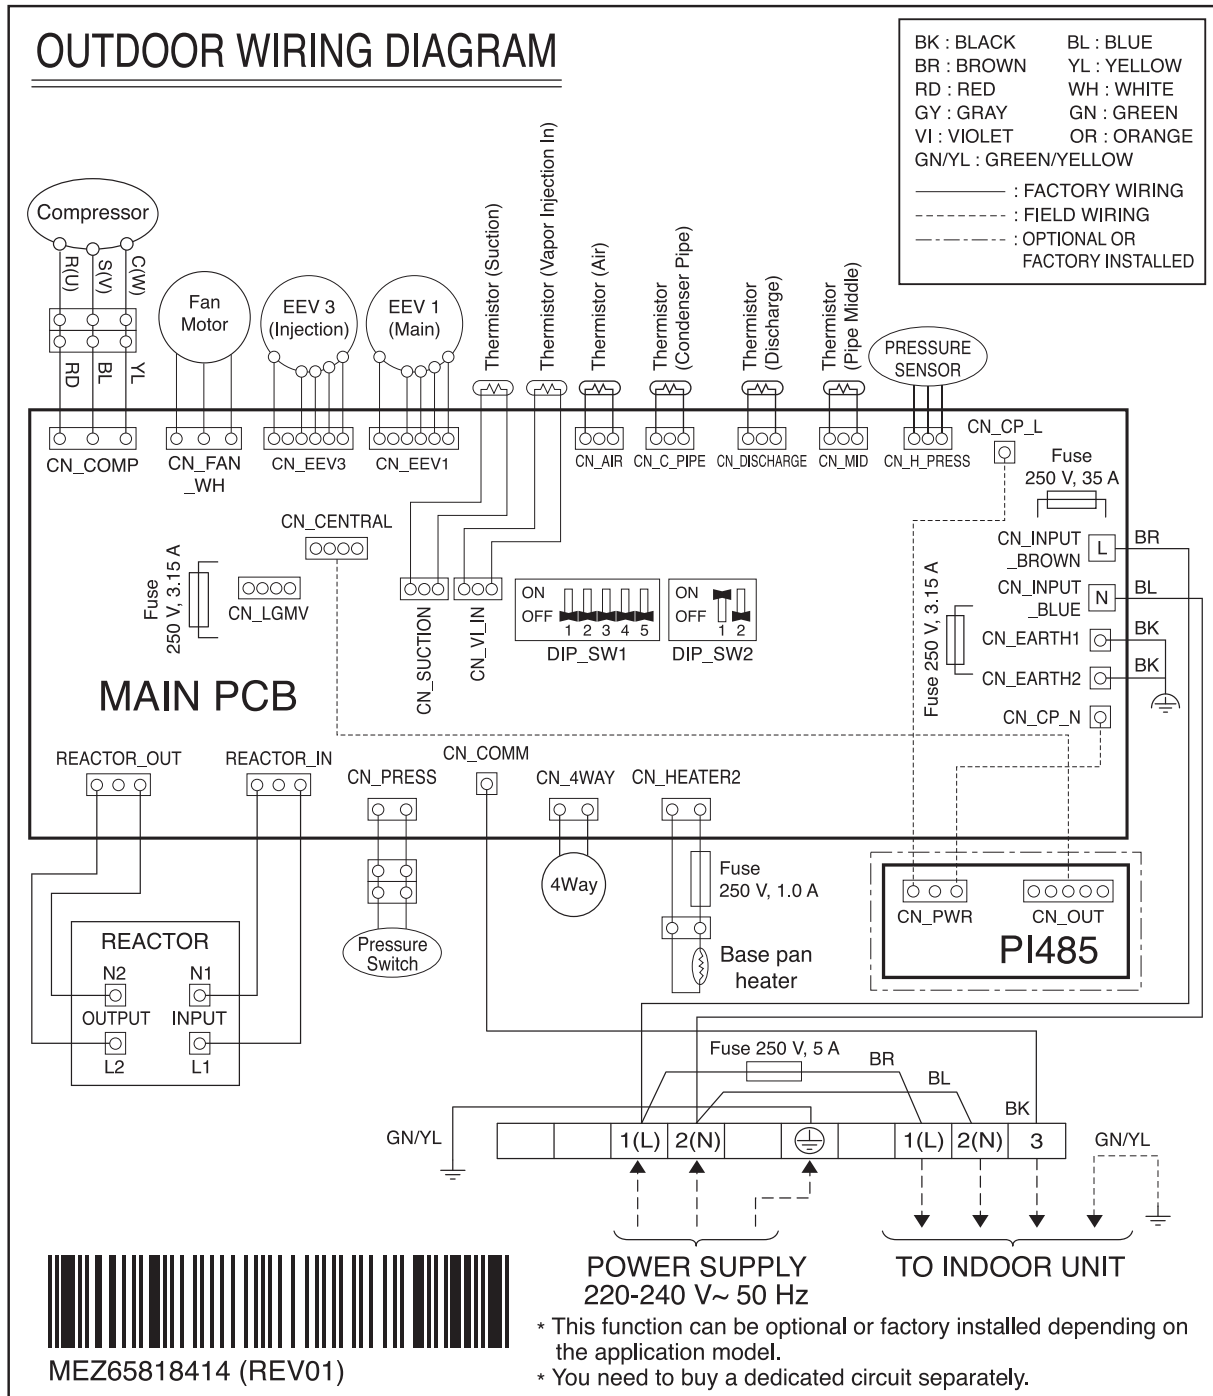 OUTDOOR WIRING DIAGRAM
BK : BLACK BL : BLUE
BR : BROWN YL : YELLOW
RD : RED WH : WHITE
GY : GRAY GN : GREEN
VI : VIOLET OR : ORANGE
GN/YL : GREEN/YELLOW
: FACTORY WIRING
: FIELD WIRING
: OPTIONAL OR
FACTORY INSTALLED
Compressor
R(U)
S(V)
C(W)
RD
BL
YL
Fan
Motor
EEV 3
(Injection)
EEV 1
(Main)
Thermistor (Suction)
Thermistor (Vapor Injection In)
Thermistor (Air)
Thermistor
(Condenser Pipe)
Thermistor
(Discharge)
Thermistor
(Pipe Middle)
PRESSURE
SENSOR
CN_COMP
CN_FAN
_WH
CN_EEV3
CN_EEV1
CN_AIR
CN_C_PIPE
CN_DISCHARGE
CN_MID
CN_H_PRESS
CN_CP_L
Fuse
250 V, 35 A
CN_CENTRAL
Fuse
250 V, 3.15 A
CN_LGMV
CN_SUCTION
CN_VI_IN
ON
OFF
1 2 3 4 5
DIP_SW1
ON
OFF
1 2
DIP_SW2
Fuse 250 V, 3.15 A
CN_INPUT
_BROWN
L
BR
CN_INPUT
_BLUE
N
BL
CN_EARTH1
BK
CN_EARTH2
BK
CN_CP_N
MAIN PCB
REACTOR_OUT
REACTOR_IN
CN_PRESS
CN_COMM
CN_4WAY
CN_HEATER2
4Way
Fuse
250 V, 1.0 A
Pressure
Switch
Base pan
heater
CN_PWR
CN_OUT
PI485
REACTOR
N2 N1
OUTPUT INPUT
L2 L1
Fuse 250 V, 5 A
BR
BL
BK
GN/YL
1(L) 2(N) 1(L) 2(N) 3
GN/YL
POWER SUPPLY
220-240 V~ 50 Hz
TO INDOOR UNIT
* This function can be optional or factory installed depending on
the application model.
* You need to buy a dedicated circuit separately.
MEZ65818414 (REV01)